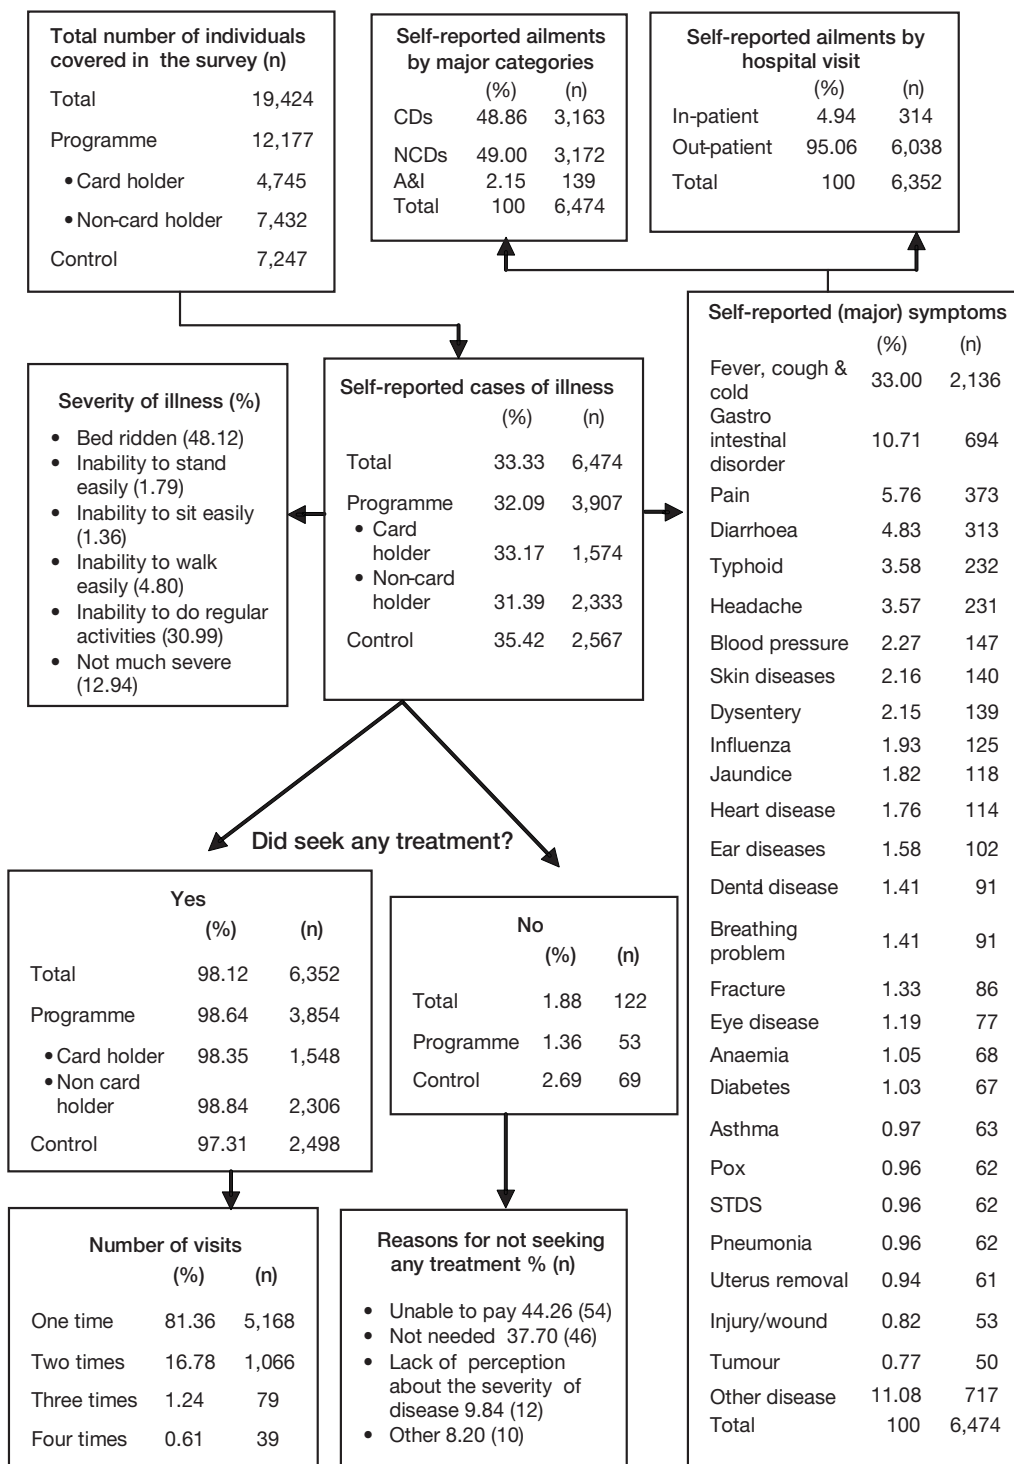 Total number of individuals
covered in the survey (n)
Total 19,424
Programme 12,177
• Card holder 4,745
• Non-card holder 7,432
Control 7,247
Self-reported ailments
by major categories
(%) (n)
CDs 48.86 3,163
NCDs 49.00 3,172
A&I 2.15 139
Total 100 6,474
Self-reported ailments by
hospital visit
(%) (n)
In-patient 4.94 314
Out-patient 95.06 6,038
Total 100 6,352
Severity of illness (%)
• Bed ridden (48.12)
• Inability to stand
easily (1.79)
• Inability to sit easily
(1.36)
• Inability to walk
easily (4.80)
• Inability to do regular
activities (30.99)
• Not much severe
(12.94)
Self-reported cases of illness
(%) (n)
Total 33.33 6,474
Programme 32.09 3,907
• Card
holder 33.17 1,574
• Non-card
holder 31.39 2,333
Control 35.42 2,567
Self-reported (major) symptoms
(%) (n)
Fever, cough &
cold 33.00 2,136
Gastro
intestinal 10.71 694
disorder
Pain 5.76 373
Diarrhoea 4.83 313
Typhoid 3.58 232
Headache 3.57 231
Blood pressure 2.27 147
Skin diseases 2.16 140
Dysentery 2.15 139
Influenza 1.93 125
Jaundice 1.82 118
Heart disease 1.76 114
Ear diseases 1.58 102
Dental disease 1.41 91
Breathing
problem 1.41 91
Fracture 1.33 86
Eye disease 1.19 77
Anaemia 1.05 68
Diabetes 1.03 67
Asthma 0.97 63
Pox 0.96 62
STDS 0.96 62
Pneumonia 0.96 62
Uterus removal 0.94 61
Injury/wound 0.82 53
Tumour 0.77 50
Other disease 11.08 717
Total 100 6,474
Did seek any treatment?
Yes
(%) (n)
Total 98.12 6,352
Programme 98.64 3,854
• Card holder 98.35 1,548
• Non card
holder 98.84 2,306
Control 97.31 2,498
No
(%) (n)
Total 1.88 122
Programme 1.36 53
Control 2.69 69
Number of visits
(%) (n)
One time 81.36 5,168
Two times 16.78 1,066
Three times 1.24 79
Four times 0.61 39
Reasons for not seeking
any treatment % (n)
• Unable to pay 44.26 (54)
• Not needed 37.70 (46)
• Lack of perception
about the severity of
disease 9.84 (12)
• Other 8.20 (10)